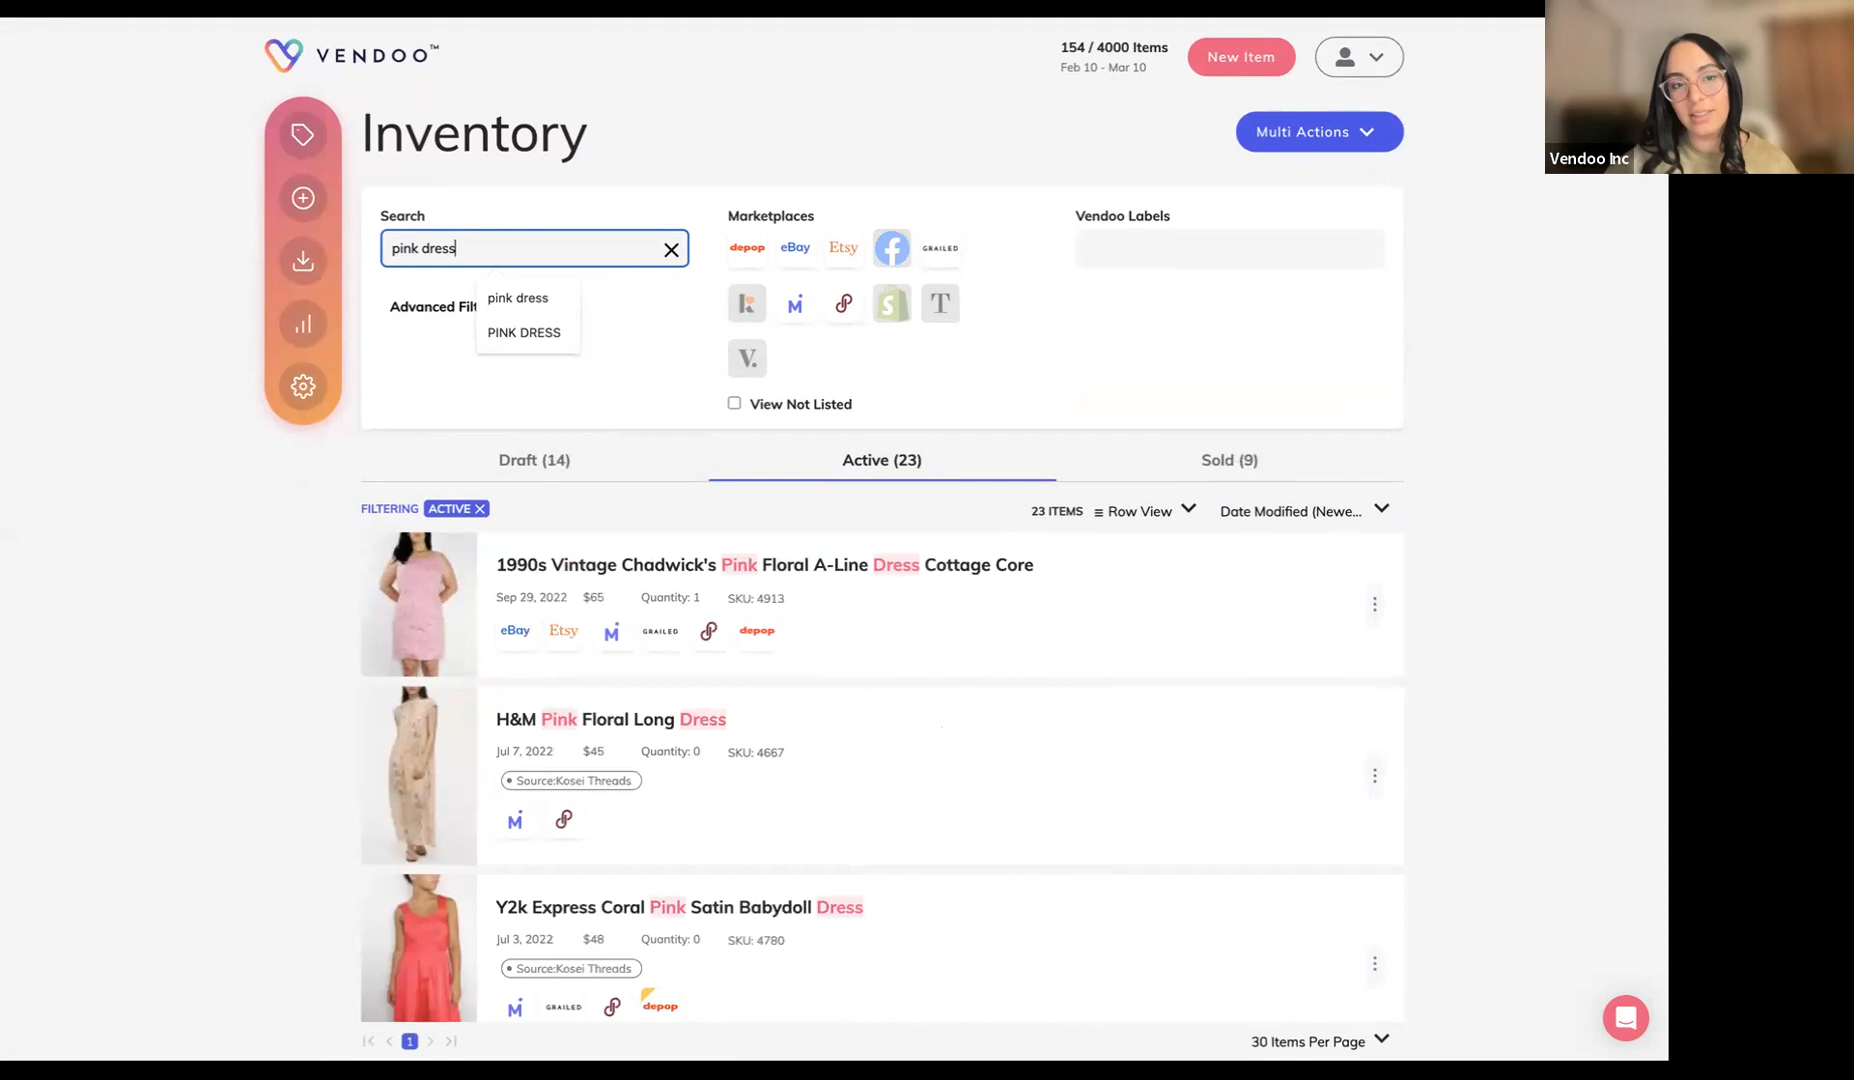 VENDOO™
154 / 4000 Items
Feb 10 - Mar 10
New Item
Vendoo Inc
Inventory
Multi Actions
Search
pink dress
pink dress
PINK DRESS
Advanced Filt
Marketplaces
depop eBay Etsy GRAILED
View Not Listed
Vendoo Labels
Draft (14)
Active (23)
Sold (9)
FILTERING ACTIVE
23 ITEMS Row View Date Modified (Newe...
1990s Vintage Chadwick's Pink Floral A-Line Dress Cottage Core
Sep 29, 2022 $65 Quantity: 1 SKU: 4913
eBay Etsy GRAILED depop
H&M Pink Floral Long Dress
Jul 7, 2022 $45 Quantity: 0 SKU: 4667
Source:Kosei Threads
Y2k Express Coral Pink Satin Babydoll Dress
Jul 3, 2022 $48 Quantity: 0 SKU: 4780
Source:Kosei Threads
GRAILED depop
1
30 Items Per Page